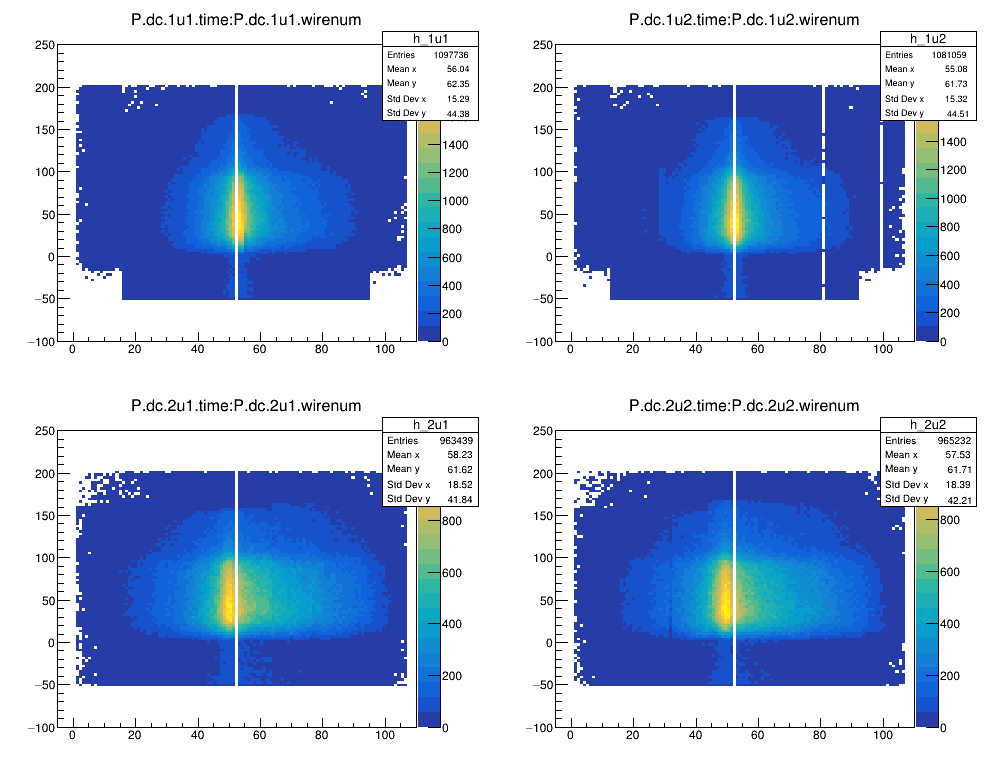 P.dc.1u1.time:P.dc.1u1.wirenum
h_1u1
Entries 1097736
Mean x 56.04
Mean y 62.35
Std Dev x 15.29
Std Dev y 44.38
250
200
150
100
50
0
−50
−100
0 20 40 60 80 100
1400
1200
1000
800
600
400
200
0
P.dc.1u2.time:P.dc.1u2.wirenum
h_1u2
Entries 1081059
Mean x 55.08
Mean y 61.73
Std Dev x 15.32
Std Dev y 44.51
250
200
150
100
50
0
−50
−100
0 20 40 60 80 100
1400
1200
1000
800
600
400
200
0
P.dc.2u1.time:P.dc.2u1.wirenum
h_2u1
Entries 963439
Mean x 58.23
Mean y 61.62
Std Dev x 18.52
Std Dev y 41.84
250
200
150
100
50
0
−50
−100
0 20 40 60 80 100
800
600
400
200
0
P.dc.2u2.time:P.dc.2u2.wirenum
h_2u2
Entries 965232
Mean x 57.53
Mean y 61.71
Std Dev x 18.39
Std Dev y 42.21
250
200
150
100
50
0
−50
−100
0 20 40 60 80 100
800
600
400
200
0